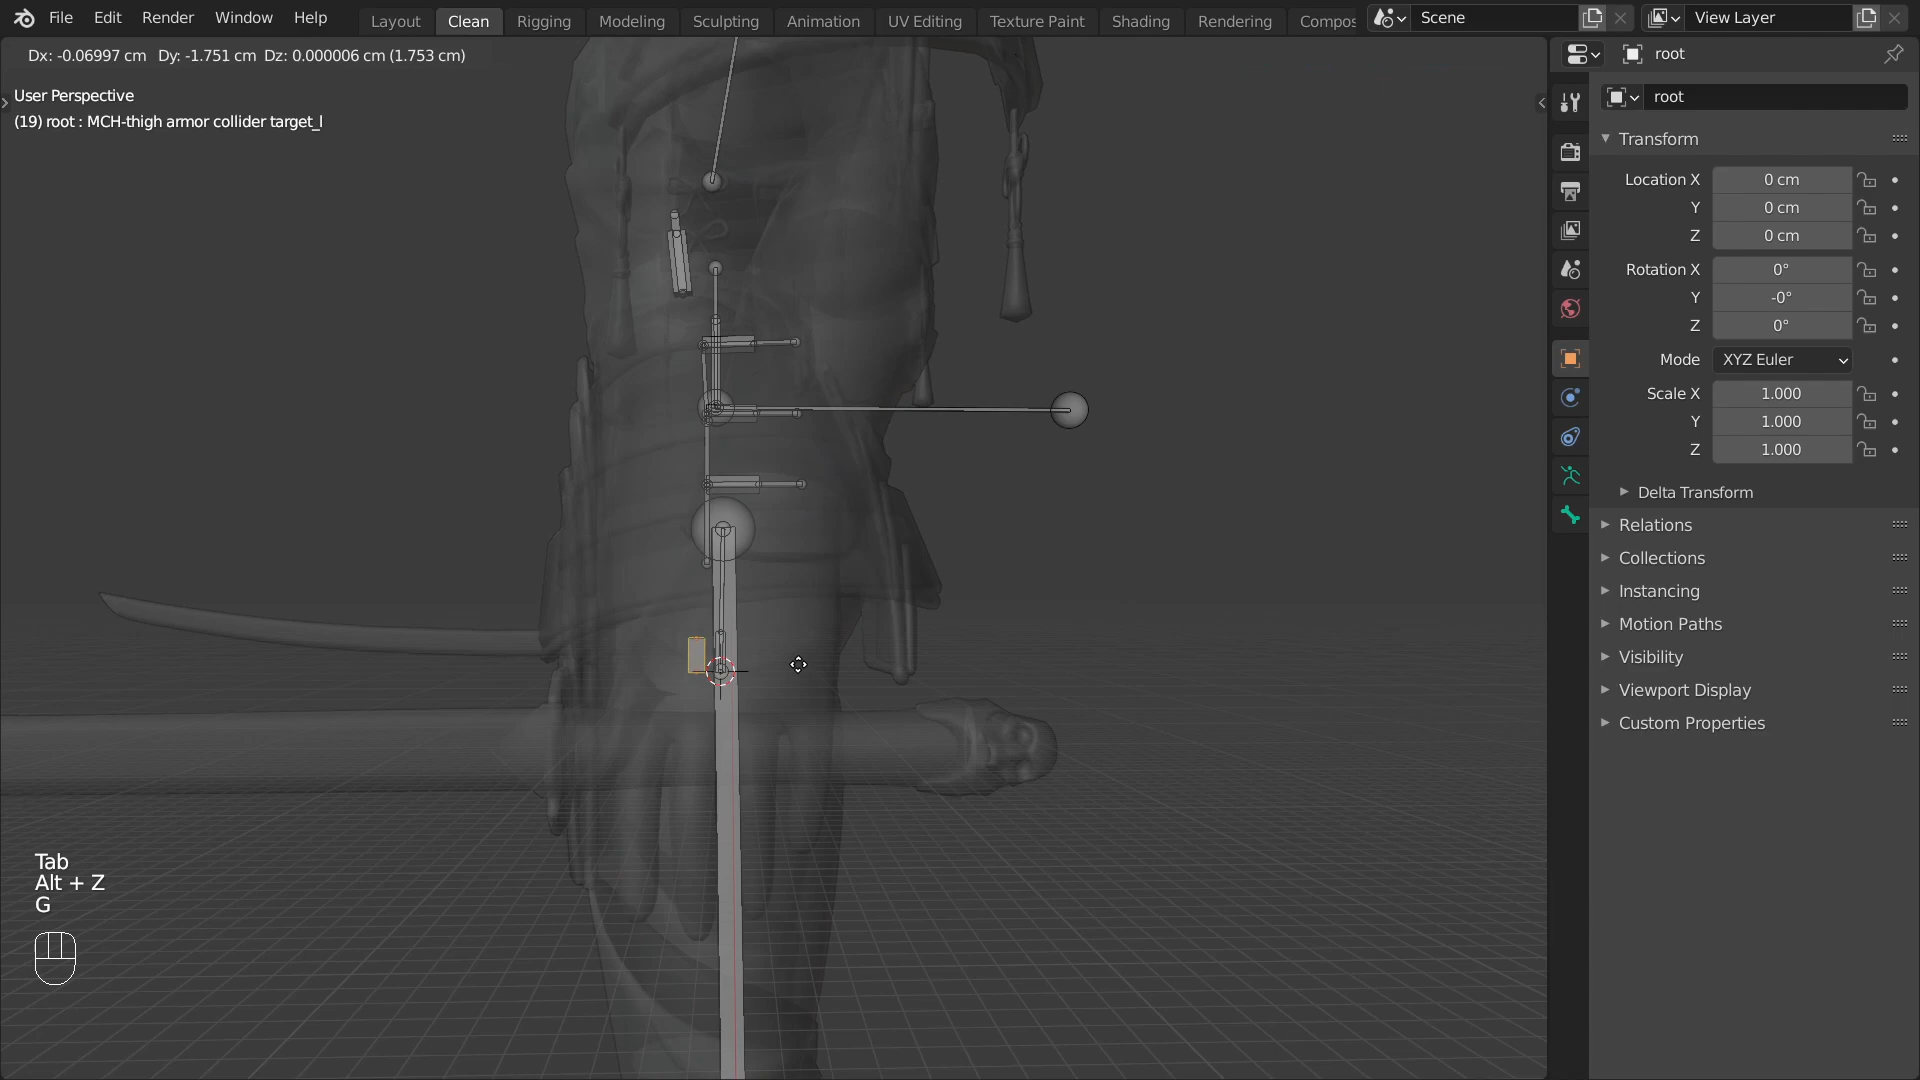 File Edit Render Window Help
Layout Clean Rigging Modeling Sculpting Animation UV Editing Texture Paint Shading Rendering Compos
Scene
View Layer
Dx: -0.06997 cm Dy: -1.751 cm Dz: 0.000006 cm (1.753 cm)
User Perspective
(19) root : MCH-thigh armor collider target_l
root
root
Transform
Location X 0 cm
Y 0 cm
Z 0 cm
Rotation X 0°
Y -0°
Z 0°
Mode XYZ Euler
Scale X 1.000
Y 1.000
Z 1.000
Delta Transform
Relations
Collections
Instancing
Motion Paths
Visibility
Viewport Display
Custom Properties
Tab
Alt + Z
G